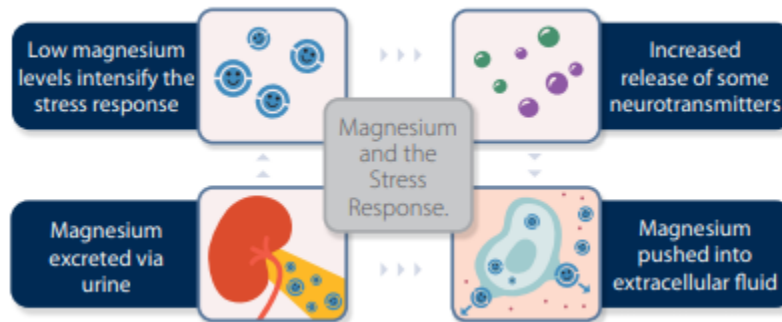 Low magnesium
levels intensify the
stress response
Increased
release of some
neurotransmitters
Magnesium
and the
Stress
Response.
Magnesium
excreted via
urine
Magnesium
pushed into
extracellular fluid